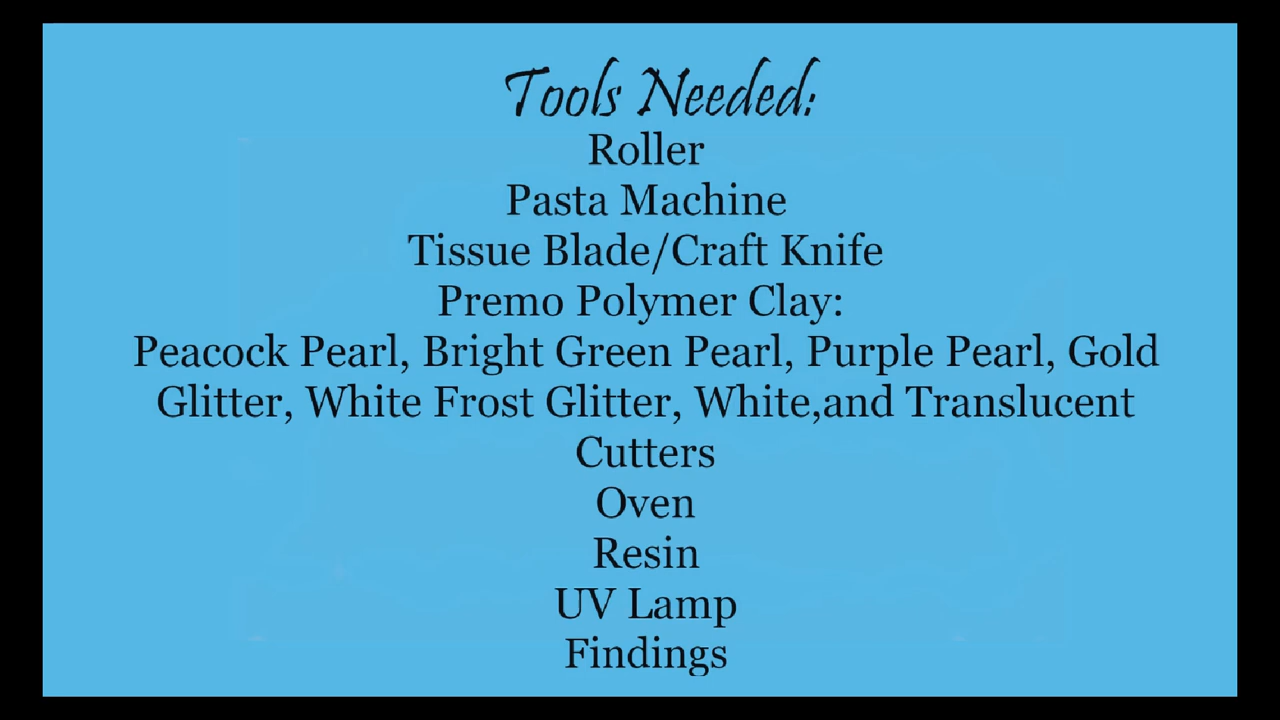 Tools Needed:
Roller
Pasta Machine
Tissue Blade/Craft Knife
Premo Polymer Clay:
Peacock Pearl, Bright Green Pearl, Purple Pearl, Gold
Glitter, White Frost Glitter, White,and Translucent
Cutters
Oven
Resin
UV Lamp
Findings